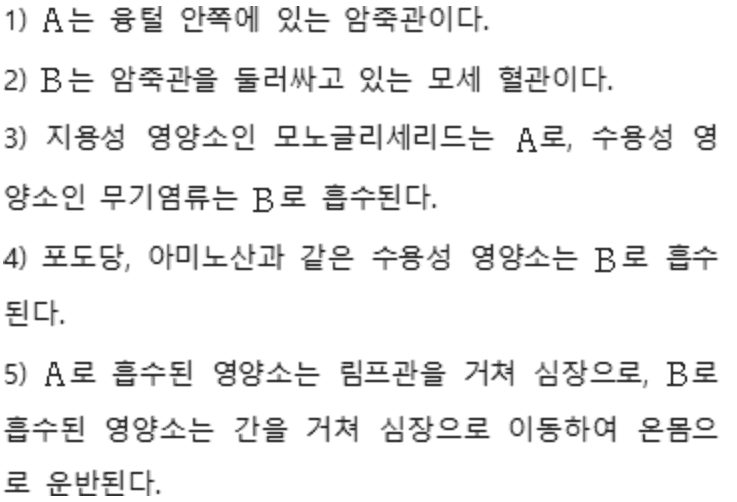 1) A는 융털 안쪽에 있는 암죽관이다.
2) B는 암죽관을 둘러싸고 있는 모세 혈관이다.
3) 지용성 영양소인 모노글리세리드는 A로, 수용성 영
양소인 무기염류는 B로 흡수된다.
4) 포도당, 아미노산과 같은 수용성 영양소는 B로 흡수
된다.
5) A로 흡수된 영양소는 림프관을 거쳐 심장으로, B로
흡수된 영양소는 간을 거쳐 심장으로 이동하여 온몸으
로 운반된다.